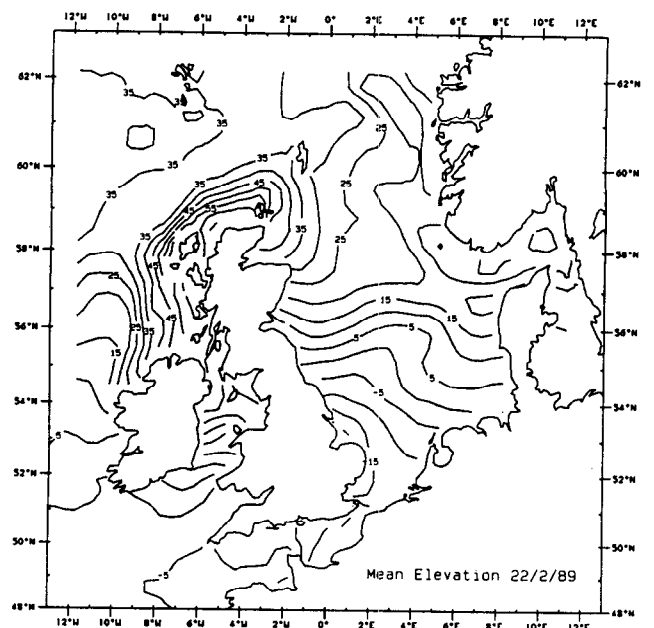 12°W 10°W 8°W 6°W 4°W 2°W 0° 2°E 4°E 6°E 8°E 10°E 12°E
62°N 62°N
35
35
35
25
60°N 35 35 60°N
45
35 25
35 45 55
35 25
58°N 35 58°N
25 45
15 15
56°N 25 35 45 5 56°N
15 5
54°N -5 54°N
5
52°N 15 52°N
50°N 50°N
-5 Mean Elevation 22/2/89
48°N 48°N
12°W 10°W 8°W 6°W 4°W 2°W 0° 2°E 4°E 6°E 8°E 10°E 12°E